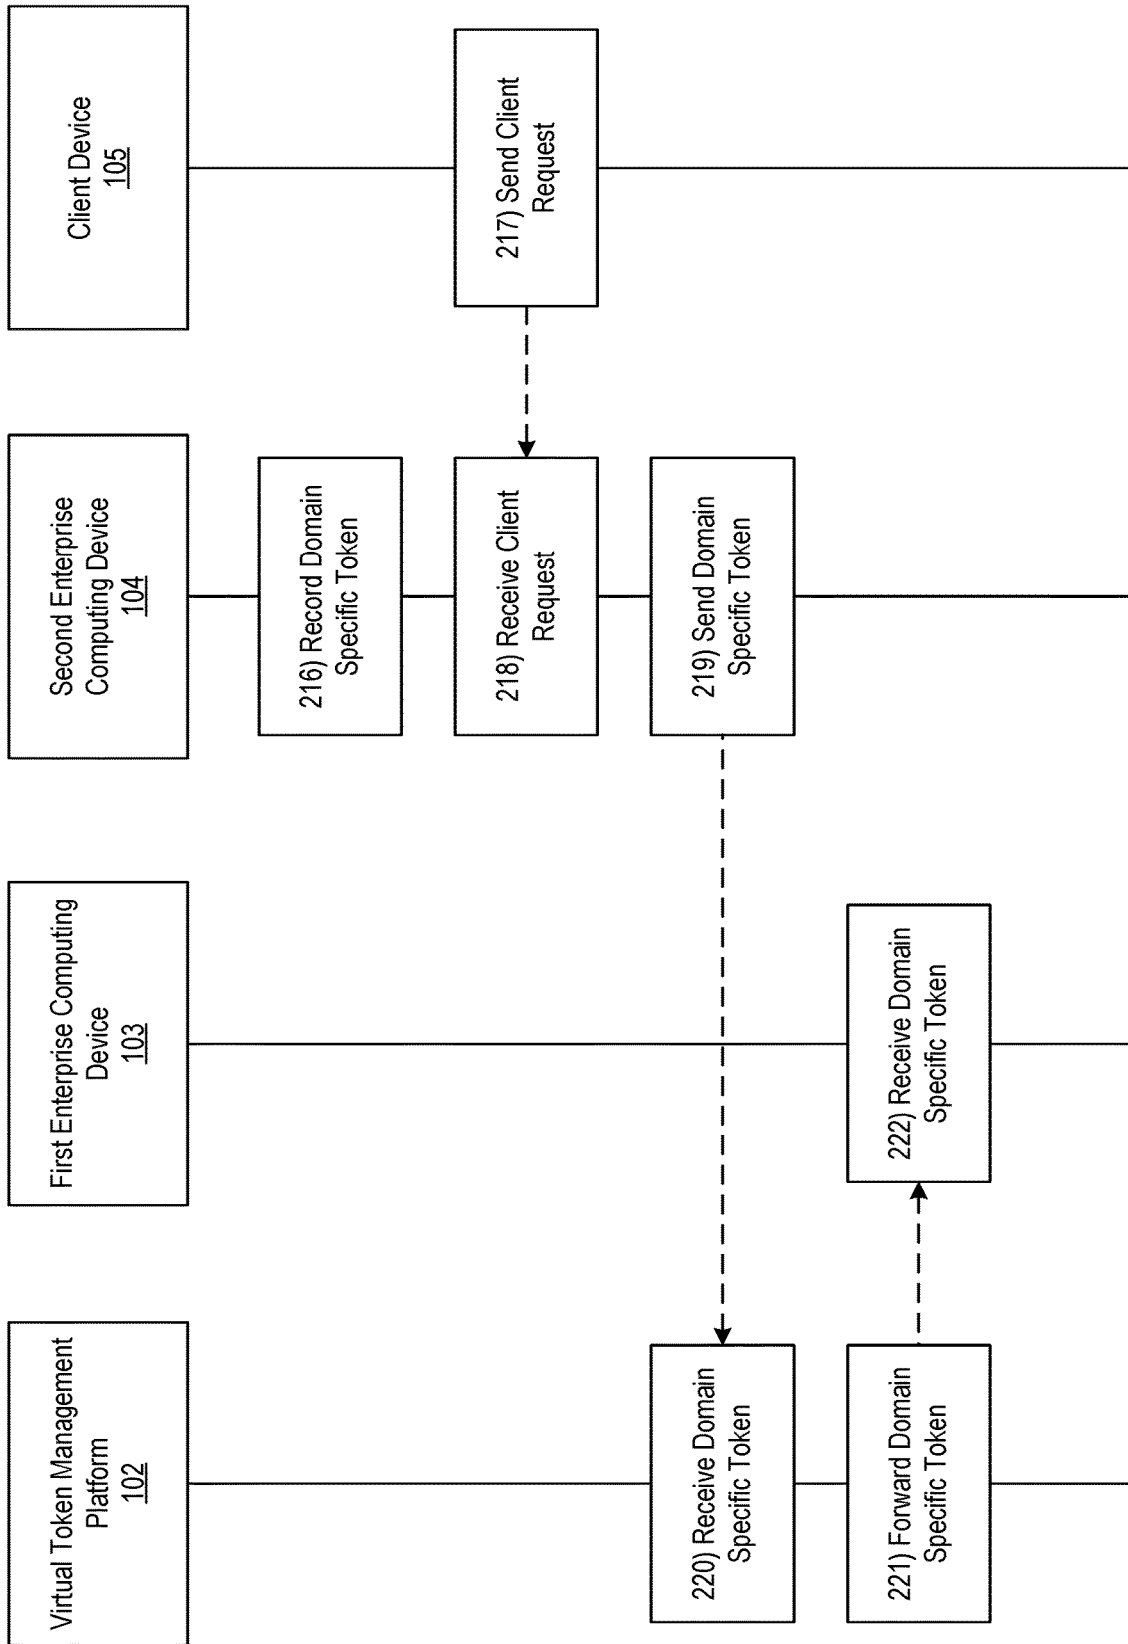 Virtual Token Management
Platform
102
First Enterprise Computing
Device
103
Second Enterprise
Computing Device
104
Client Device
105
216) Record Domain
Specific Token
217) Send Client
Request
218) Receive Client
Request
219) Send Domain
Specific Token
220) Receive Domain
Specific Token
221) Forward Domain
Specific Token
222) Receive Domain
Specific Token